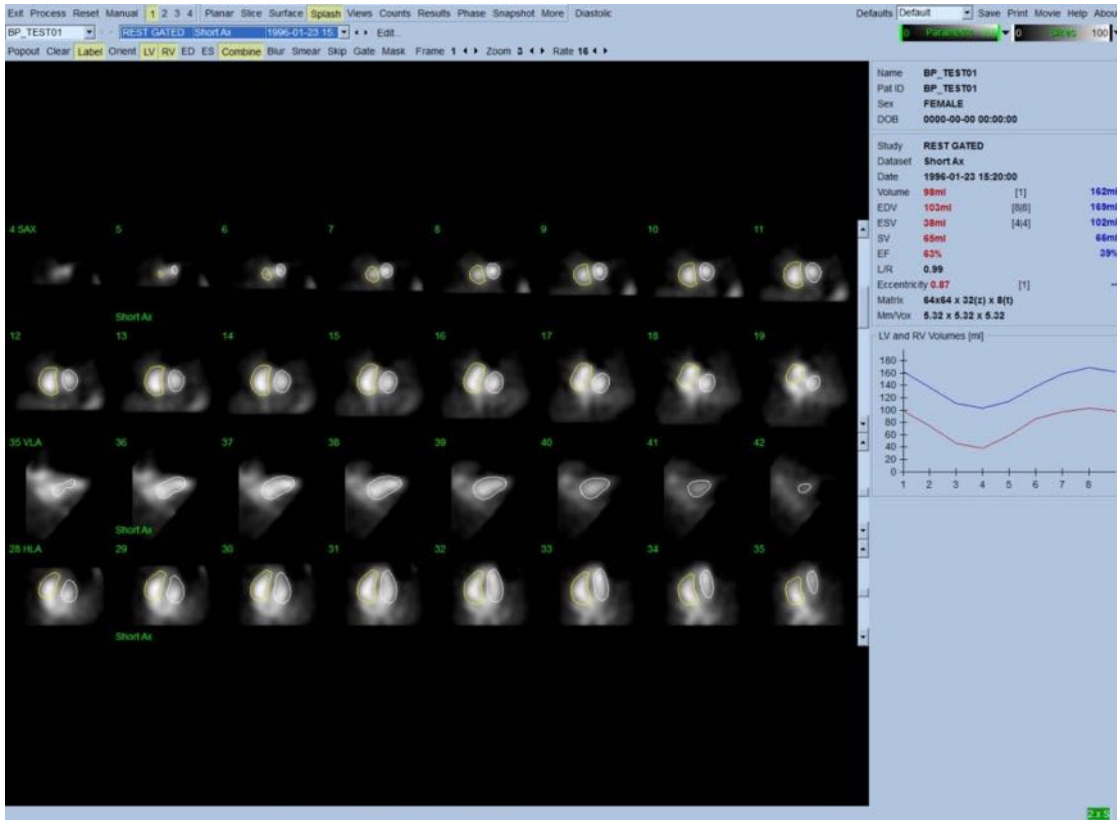 Exit Process Reset Manual 1 2 3 4 Planar Slice Surface Splash Views Counts Results Phase Snapshot More Diastolic Defaults Default Save Print Movie Help Abou
BP_TEST01 REST GATED Short Ax 1996-01-23 15: Edit...
0 0 Slices 100
Popout Clear Label Orient LV RV ED ES Combine Blur Smear Skip Gate Mask Frame 1 Zoom 3 Rate 16
4 SAX 5 6 7 8 9 10 11
Short Ax
12 13 14 15 16 17 18 19
35 VLA 36 37 38 39 40 41 42
Short Ax
28 HLA 29 30 31 32 33 34 35
Short Ax
Name BP_TEST01
Pat ID BP_TEST01
Sex FEMALE
DOB 0000-00-00 00:00:00
Study REST GATED
Dataset Short Ax
Date 1996-01-23 15:20:00
Volume 98ml [1] 162ml
EDV 103ml [8|8] 169ml
ESV 38ml [4|4] 102ml
SV 65ml 66ml
EF 63% 39%
L/R 0.99
Eccentricity 0.87 [1] --
Matrix 64x64 x 32(z) x 8(t)
Mm/Vox 5.32 x 5.32 x 5.32
LV and RV Volumes [ml]
180
160
140
120
100
80
60
40
20
0
1 2 3 4 5 6 7 8
2 x S